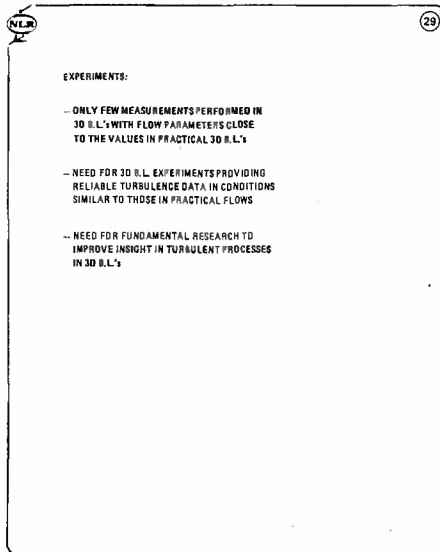 NLR
29
EXPERIMENTS:
– ONLY FEW MEASUREMENTS PERFORMED IN
3D B.L.'s WITH FLOW PARAMETERS CLOSE
TO THE VALUES IN PRACTICAL 3D B.L.'s
– NEED FOR 3D B.L. EXPERIMENTS PROVIDING
RELIABLE TURBULENCE DATA IN CONDITIONS
SIMILAR TO THOSE IN PRACTICAL FLOWS
– NEED FOR FUNDAMENTAL RESEARCH TO
IMPROVE INSIGHT IN TURBULENT PROCESSES
IN 3D B.L.'s